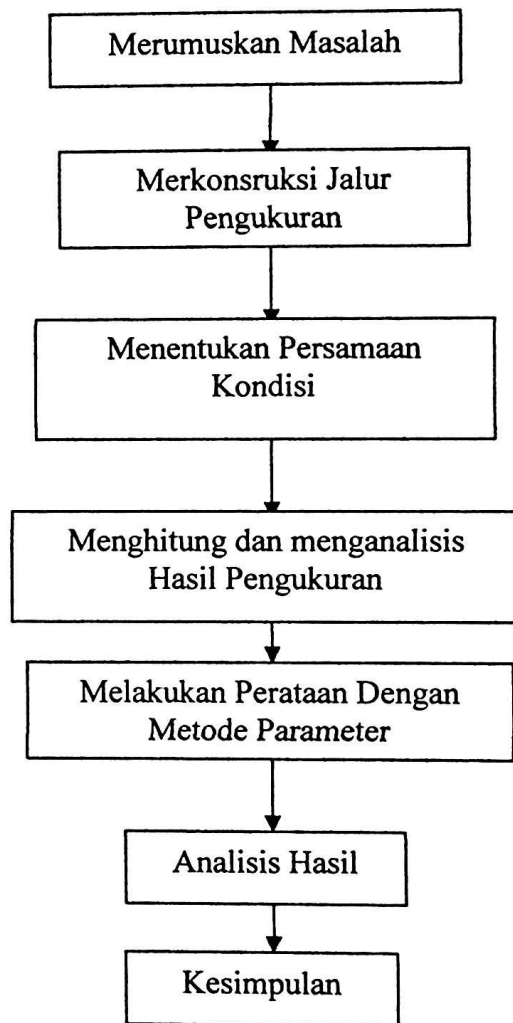 Merumuskan Masalah
Merkonsruksi Jalur
Pengukuran
Menentukan Persamaan
Kondisi
Menghitung dan menganalisis
Hasil Pengukuran
Melakukan Perataan Dengan
Metode Parameter
Analisis Hasil
Kesimpulan